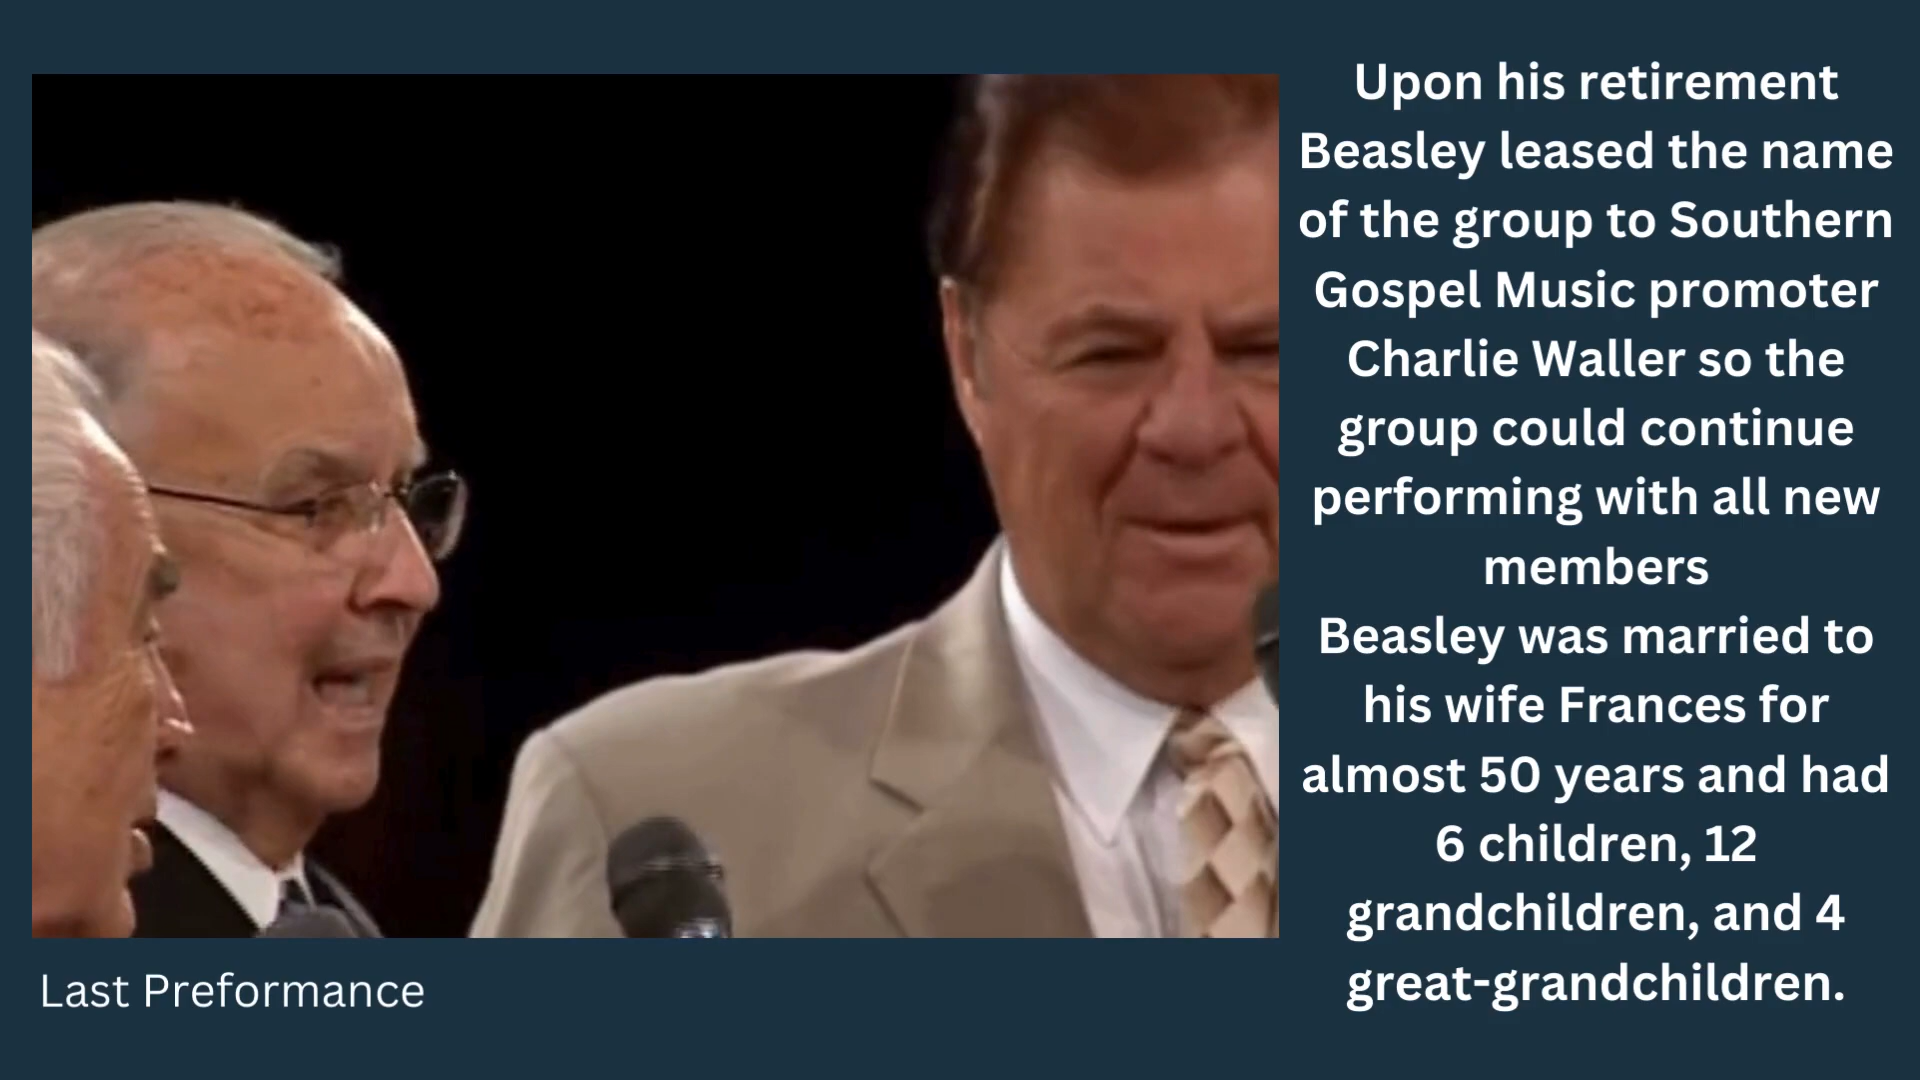 Upon his retirement
Beasley leased the name
of the group to Southern
Gospel Music promoter
Charlie Waller so the
group could continue
performing with all new
members
Beasley was married to
his wife Frances for
almost 50 years and had
6 children, 12
grandchildren, and 4
great-grandchildren.
Last Preformance